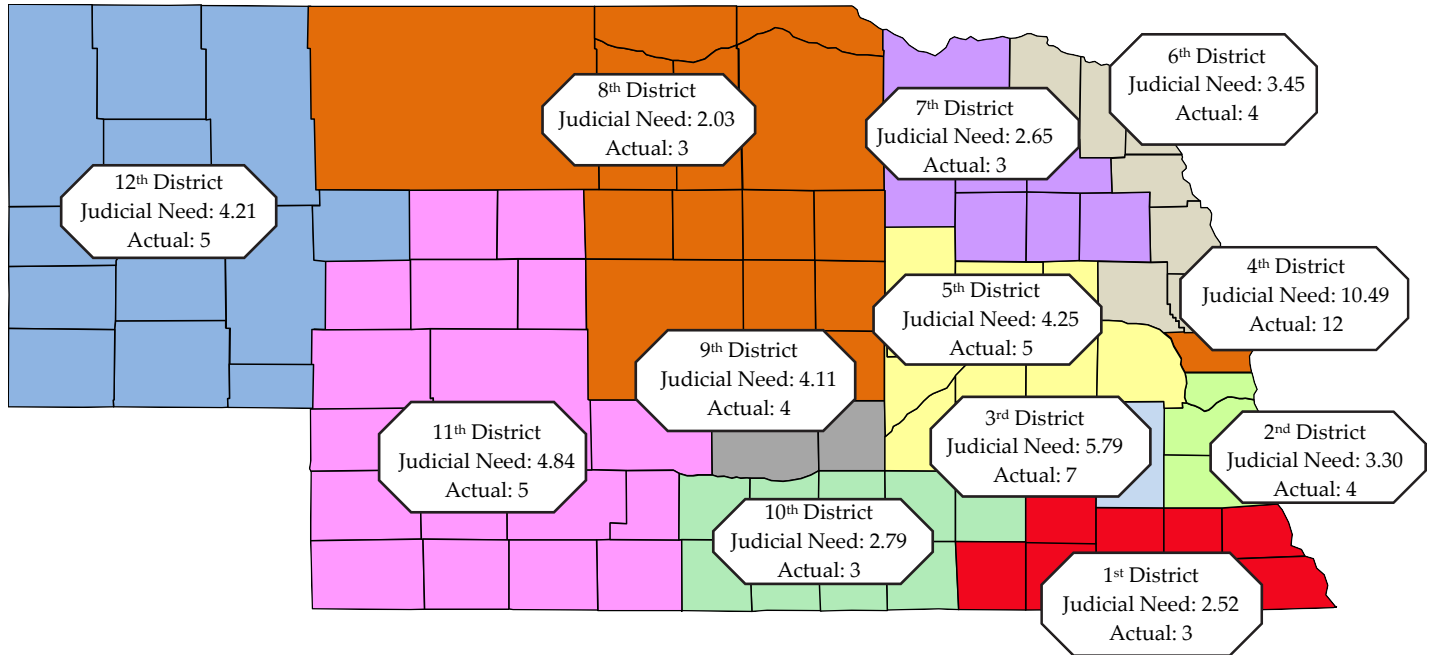 6th District
Judicial Need: 3.45
Actual: 4
8th District
Judicial Need: 2.03
Actual: 3
7th District
Judicial Need: 2.65
Actual: 3
12th District
Judicial Need: 4.21
Actual: 5
4th District
Judicial Need: 10.49
Actual: 12
5th District
Judicial Need: 4.25
Actual: 5
9th District
Judicial Need: 4.11
Actual: 4
3rd District
Judicial Need: 5.79
Actual: 7
2nd District
Judicial Need: 3.30
Actual: 4
11th District
Judicial Need: 4.84
Actual: 5
10th District
Judicial Need: 2.79
Actual: 3
1st District
Judicial Need: 2.52
Actual: 3